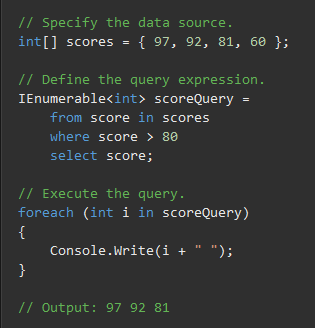 // Specify the data source.
int[] scores = { 97, 92, 81, 60 };
// Define the query expression.
IEnumerable<int> scoreQuery =
from score in scores
where score > 80
select score;
// Execute the query.
foreach (int i in scoreQuery)
{
Console.Write(i + " ");
}
// Output: 97 92 81